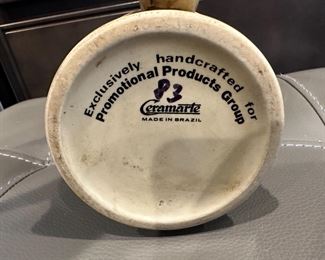 Exclusively handcrafted for
Promotional Products Group
83
Ceramarte
MADE IN BRAZIL